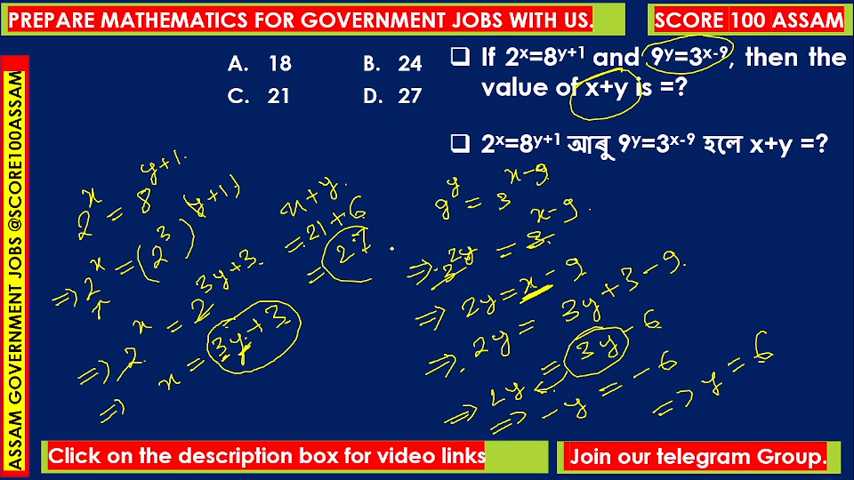 PREPARE MATHEMATICS FOR GOVERNMENT JOBS WITH US.
SCORE 100 ASSAM
ASSAM GOVERNMENT JOBS @SCORE100ASSAM
A. 18 B. 24
C. 21 D. 27
❑ If 2ˣ=8ʸ⁺¹ and 9ʸ=3ˣ⁻⁹, then the
value of x+y is =?
❑ 2ˣ=8ʸ⁺¹ আৰু 9ʸ=3ˣ⁻⁹ হলে x+y =?
2ˣ = 8ʸ⁺¹.
⇒ 2ˣ = (2³)⁽ʸ⁺¹⁾
⇒ 2ˣ = 2³ʸ⁺³.
⇒ x = 3y+3
x+y.
= 21+6
= 27
9ʸ = 3ˣ⁻⁹
⇒ 3²ʸ = 3ˣ⁻⁹.
⇒ 2y = x-9
⇒ 2y = 3y+3-9.
⇒ 2y = 3y-6
⇒ -y = -6
⇒ y = 6
Click on the description box for video links
Join our telegram Group.